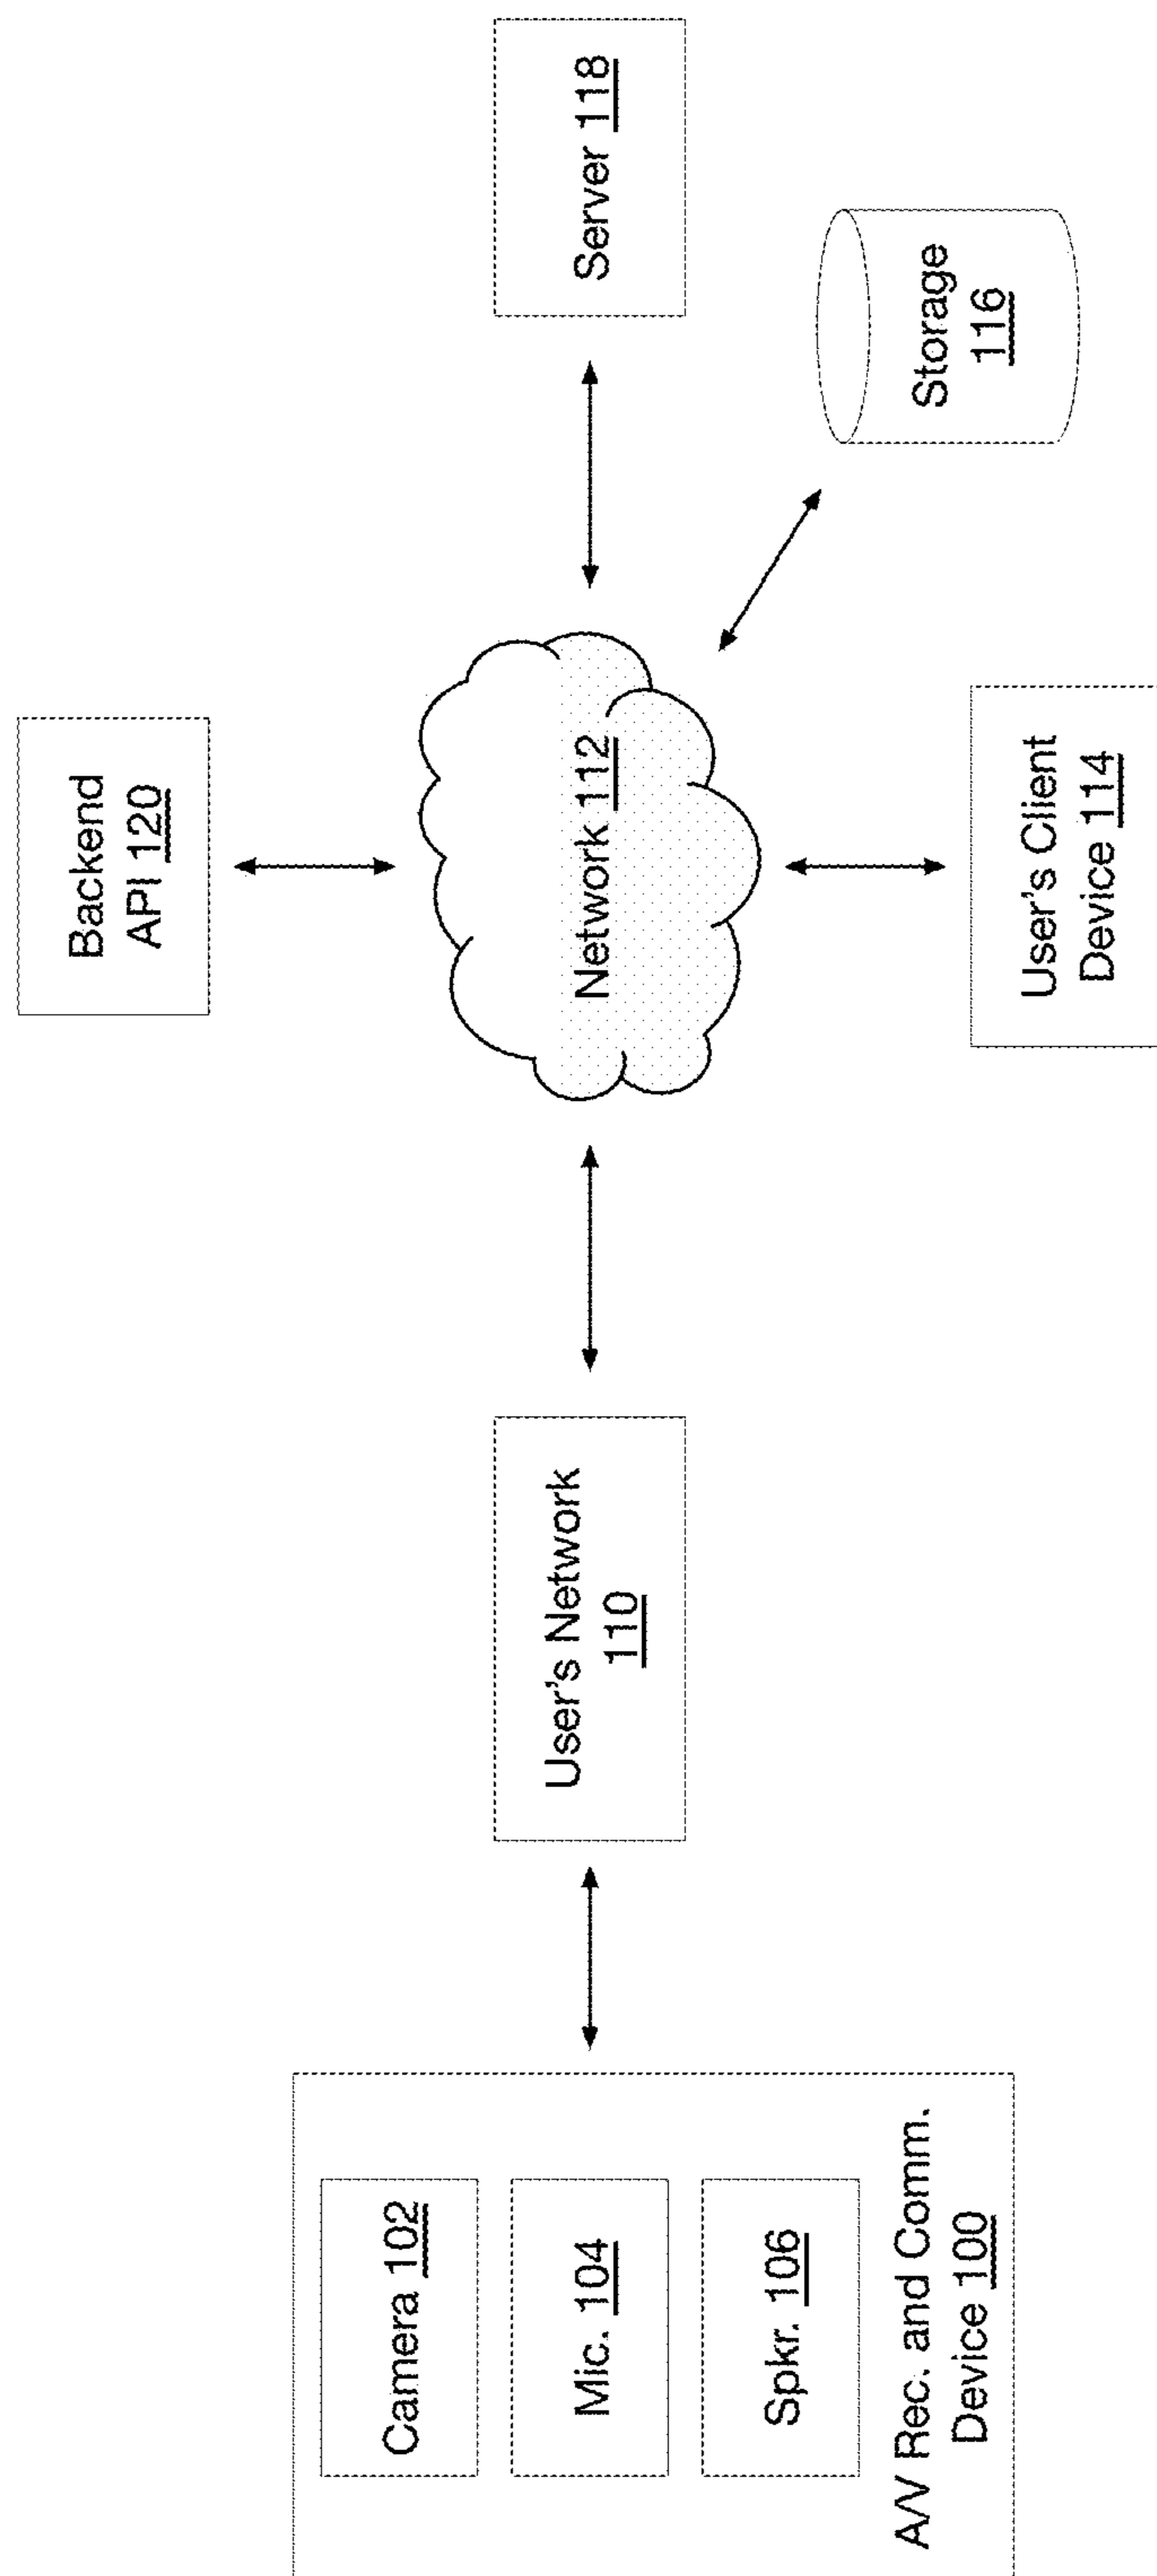 Camera 102
Mic. 104
Spkr. 106
A/V Rec. and Comm.
Device 100
User's Network
110
Backend
API 120
Network 112
User's Client
Device 114
Server 118
Storage
116